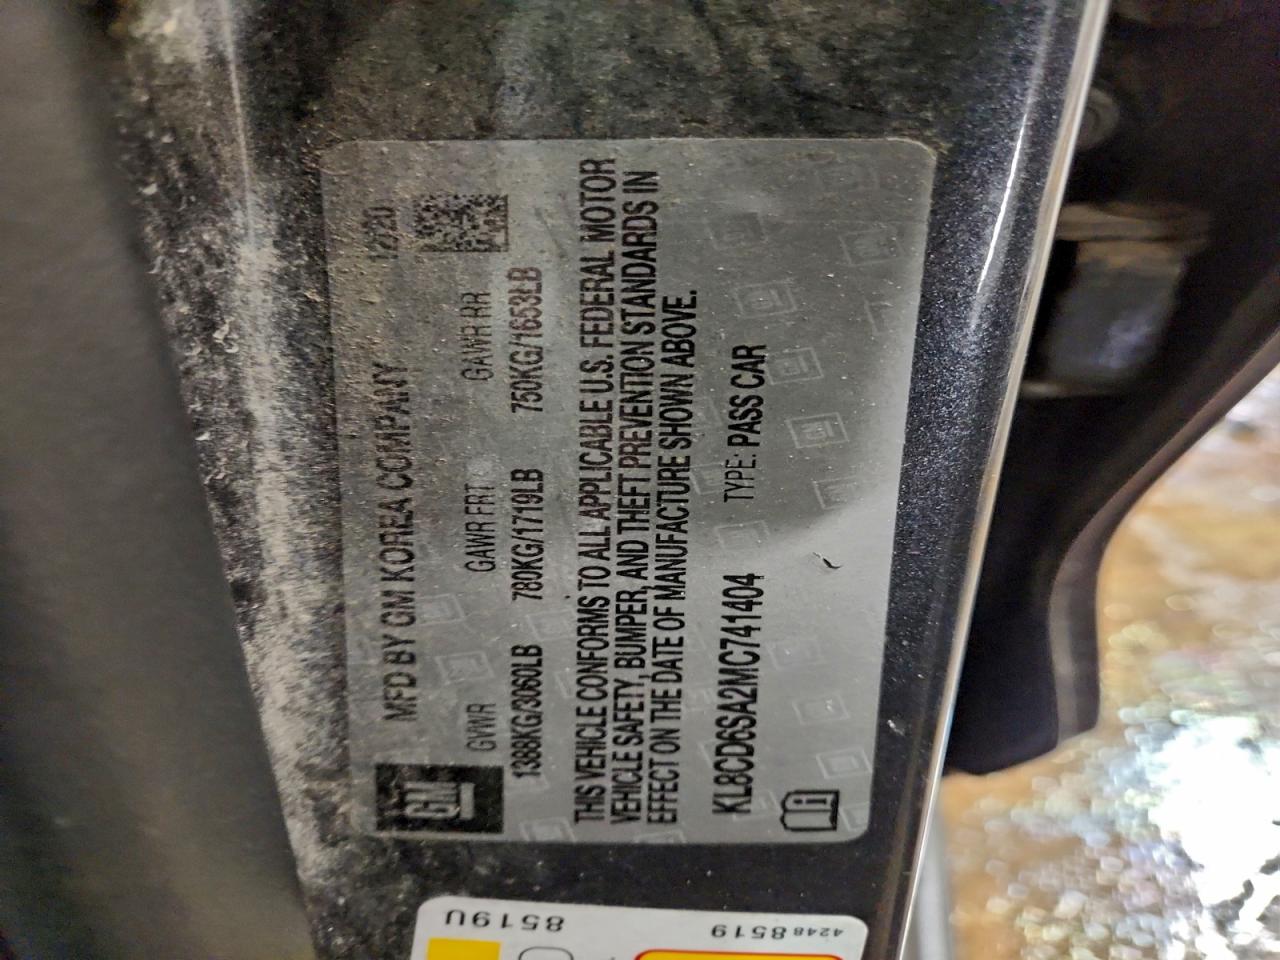 GM
MFD BY GM KOREA COMPANY 12/20
GVWR GAWR FRT GAWR RR
1388KG/3060LB 780KG/1719LB 750KG/1653LB
THIS VEHICLE CONFORMS TO ALL APPLICABLE U.S. FEDERAL MOTOR
VEHICLE SAFETY, BUMPER, AND THEFT PREVENTION STANDARDS IN
EFFECT ON THE DATE OF MANUFACTURE SHOWN ABOVE.
KL8CD6SA2MC741404 TYPE: PASS CAR
8519U
42488519